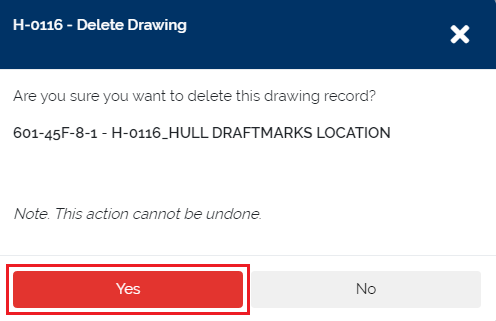 H-0116 - Delete Drawing
Are you sure you want to delete this drawing record?
601-45F-8-1 - H-0116_HULL DRAFTMARKS LOCATION
Note. This action cannot be undone.
Yes No